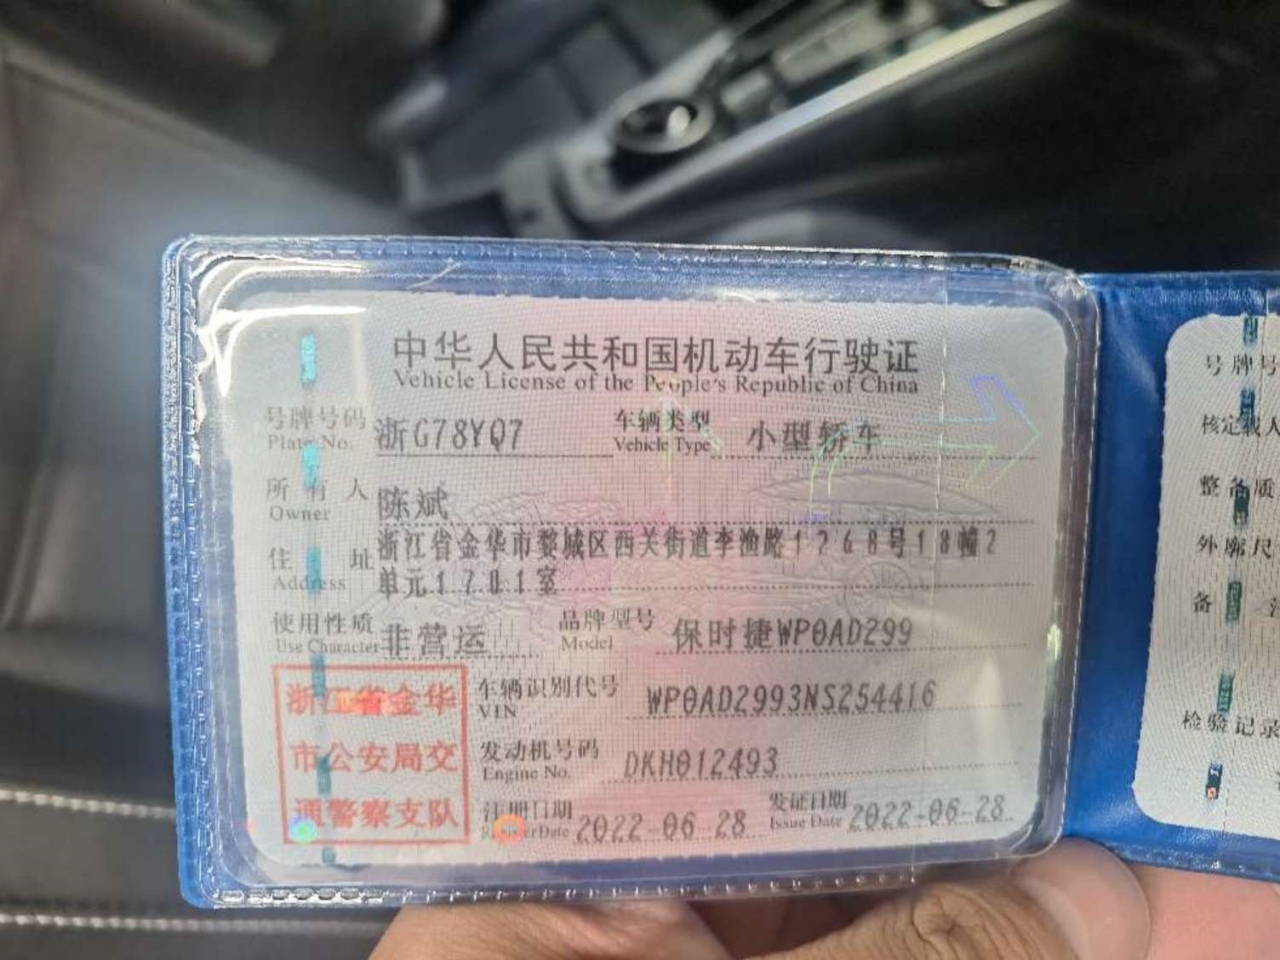 中华人民共和国机动车行驶证
Vehicle License of the People's Republic of China
号牌号码 浙G78YQ7 车辆类型 小型轿车
Plate No. Vehicle Type
所有人 陈斌
Owner
住址 浙江省金华市婺城区西关街道李渔路1268号18幢2
Address 单元1701室
使用性质 非营运 品牌型号 保时捷WP0AD299
Use Character Model
浙江省金华
市公安局交
通警察支队
车辆识别代号 WP0AD2993NS254416
VIN
发动机号码 DKH012493
Engine No.
注册日期 2022-06-28 发证日期 2022-06-28
Register Date Issue Date
号牌号
核定载人
整备质
外廓尺
备
检验记录